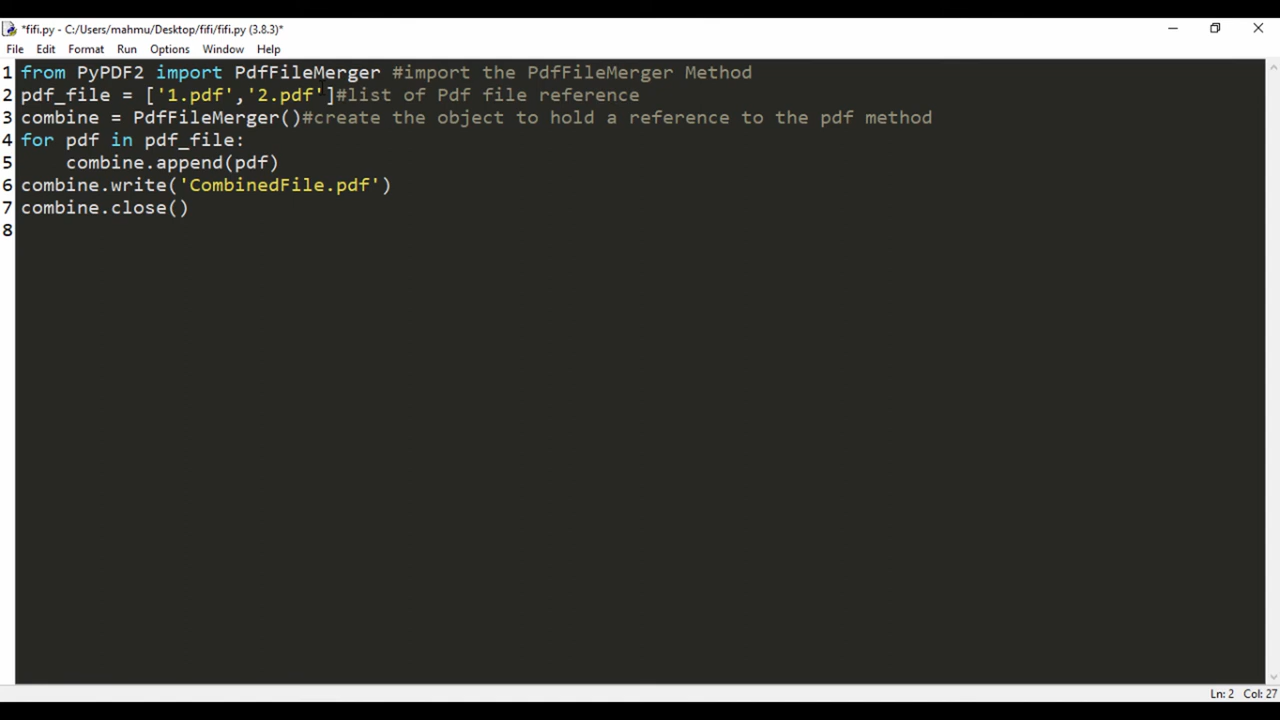 *fifi.py - C:/Users/mahmu/Desktop/fifi/fifi.py (3.8.3)*
File Edit Format Run Options Window Help
1 from PyPDF2 import PdfFileMerger #import the PdfFileMerger Method
2 pdf_file = ['1.pdf','2.pdf']#list of Pdf file reference
3 combine = PdfFileMerger()#create the object to hold a reference to the pdf method
4 for pdf in pdf_file:
5     combine.append(pdf)
6 combine.write('CombinedFile.pdf')
7 combine.close()
8
Ln: 2 Col: 27